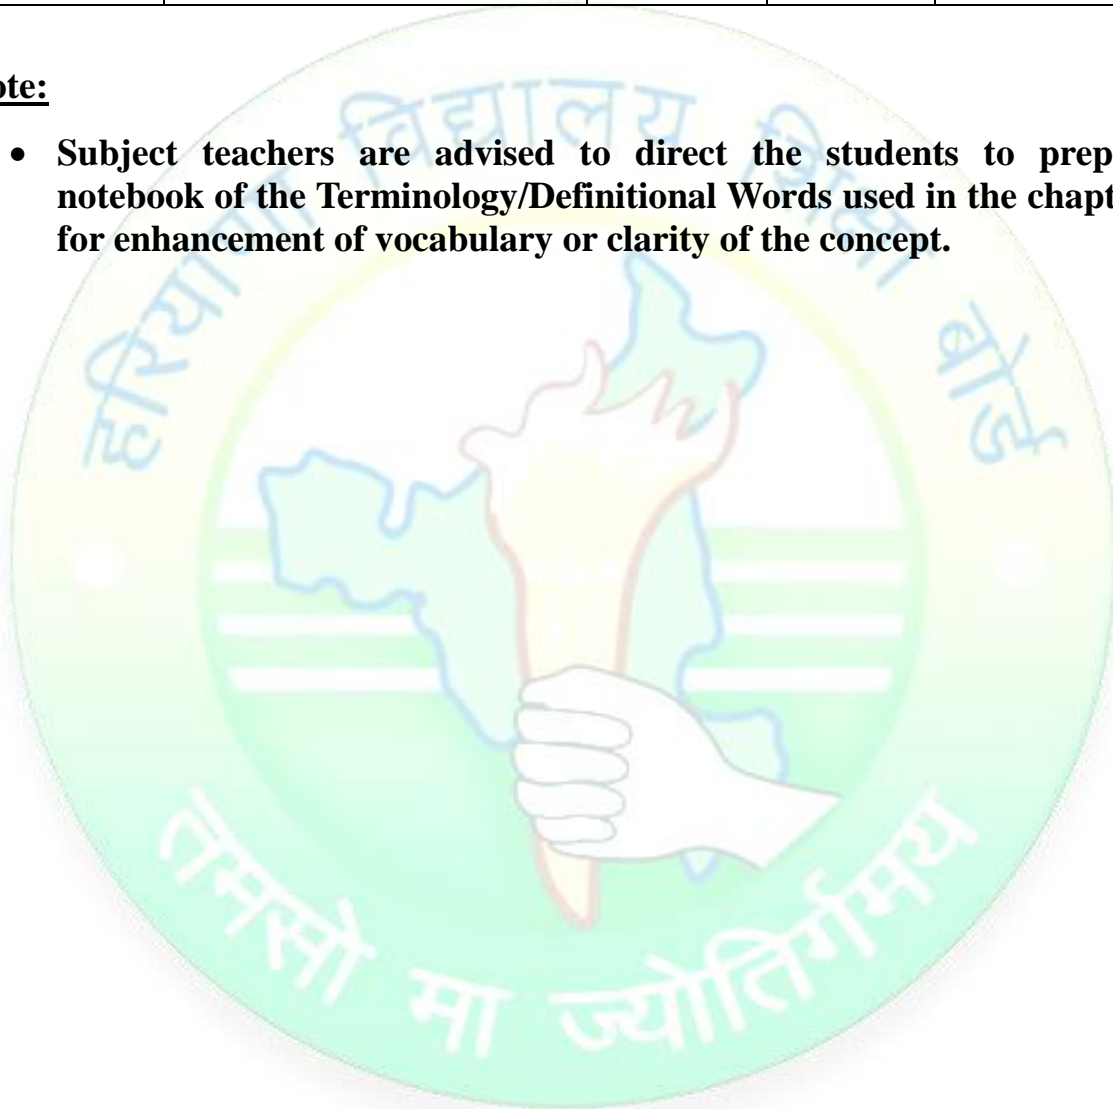 ote:
• Subject teachers are advised to direct the students to prep
notebook of the Terminology/Definitional Words used in the chapt
for enhancement of vocabulary or clarity of the concept.
हरियाणा विद्यालय शिक्षा बोर्ड
तमसो मा ज्योतिर्गमय